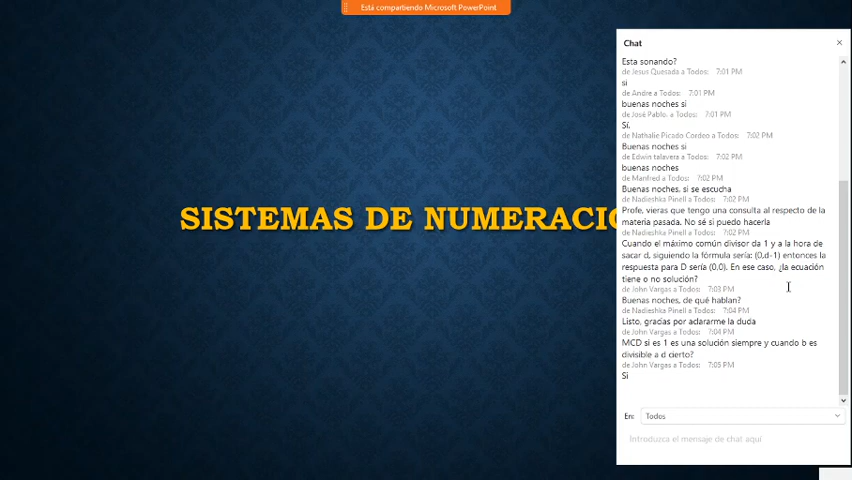 Está compartiendo Microsoft PowerPoint
SISTEMAS DE NUMERACIO
Chat
Esta sonando?
de Jesus Quesada a Todos: 7:01 PM
si
de Andre a Todos: 7:01 PM
buenas noches si
de José Pablo. a Todos: 7:01 PM
Sí.
de Nathalie Picado Cordeo a Todos: 7:02 PM
Buenas noches si
de Edwin talavera a Todos: 7:02 PM
buenas noches
de Manfred a Todos: 7:02 PM
Buenas noches, si se escucha
de Nadieshka Pinell a Todos: 7:02 PM
Profe, vieras que tengo una consulta al respecto de la
materia pasada. No sé si puedo hacerla
de Nadieshka Pinell a Todos: 7:02 PM
Cuando el máximo común divisor da 1 y a la hora de
sacar d, siguiendo la fórmula sería: (0,d-1) entonces la
respuesta para D sería (0,0). En ese caso, ¿la ecuación
tiene o no solución?
de John Vargas a Todos: 7:03 PM
Buenas noches, de qué hablan?
de Nadieshka Pinell a Todos: 7:04 PM
Listo, gracias por aclararme la duda
de John Vargas a Todos: 7:04 PM
MCD si es 1 es una solución siempre y cuando b es
divisible a d cierto?
de John Vargas a Todos: 7:05 PM
Si
En: Todos
Introduzca el mensaje de chat aquí